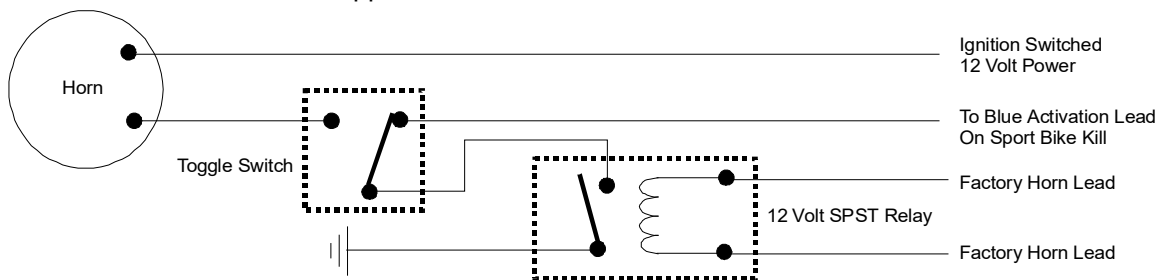 Horn
Ignition Switched
12 Volt Power
To Blue Activation Lead
On Sport Bike Kill
Toggle Switch
Factory Horn Lead
12 Volt SPST Relay
Factory Horn Lead